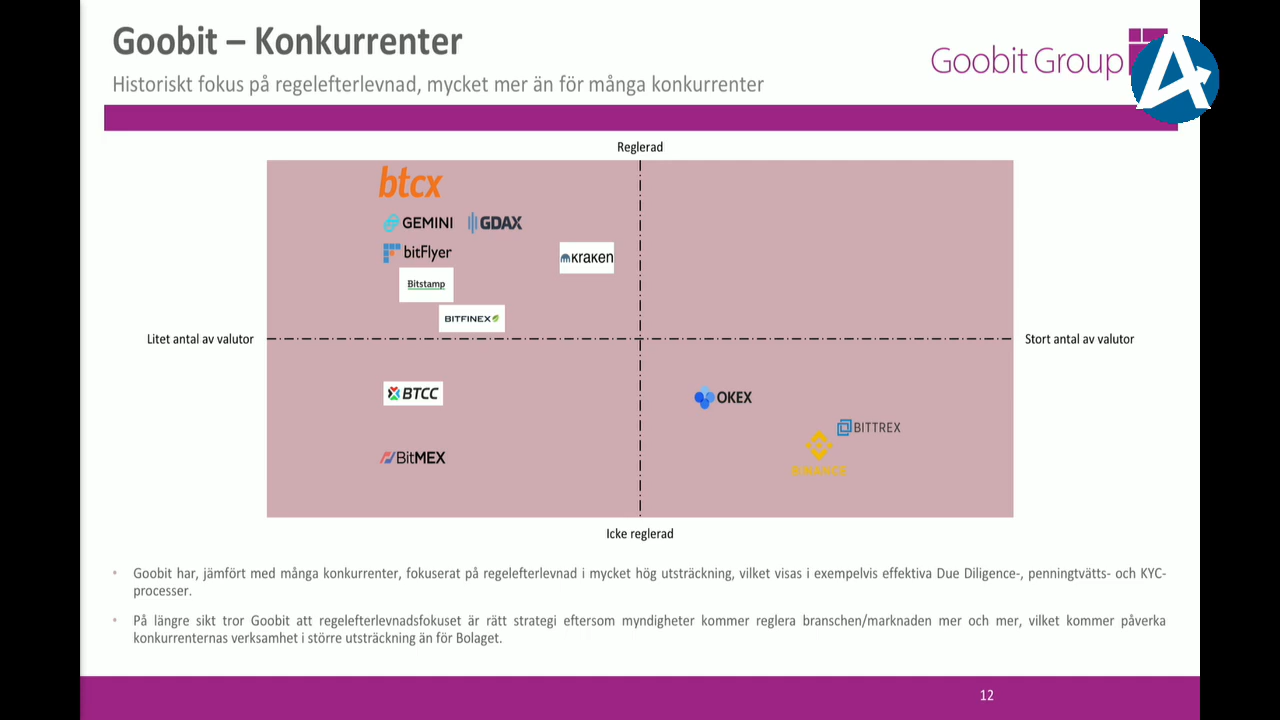 Goobit – Konkurrenter
Historiskt fokus på regelefterlevnad, mycket mer än för många konkurrenter
Goobit Group
Reglerad
btcx
GEMINI GDAX
bitFlyer
kraken
Bitstamp
BITFINEX
Litet antal av valutor
Stort antal av valutor
BTCC
OKEX
BITTREX
BitMEX
BINANCE
Icke reglerad
• Goobit har, jämfört med många konkurrenter, fokuserat på regelefterlevnad i mycket hög utsträckning, vilket visas i exempelvis effektiva Due Diligence-, penningtvätts- och KYC-
processer.
• På längre sikt tror Goobit att regelefterlevnadsfokuset är rätt strategi eftersom myndigheter kommer reglera branschen/marknaden mer och mer, vilket kommer påverka
konkurrenternas verksamhet i större utsträckning än för Bolaget.
12